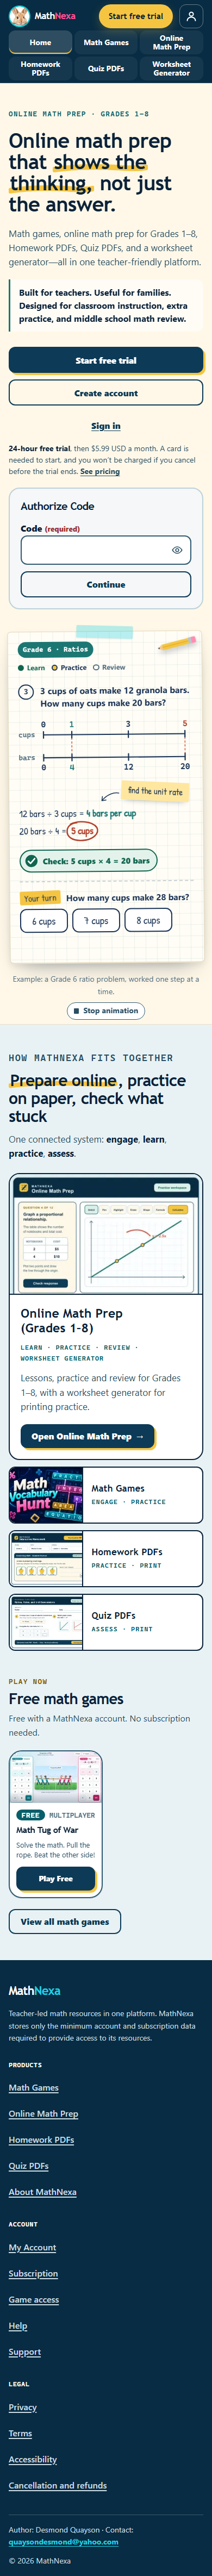 MathNexa
Start free trial
Home
Math Games
Online
Math Prep
Homework
PDFs
Quiz PDFs
Worksheet
Generator
ONLINE MATH PREP · GRADES 1–8
Online math prep
that shows the
thinking, not just
the answer.
Math games, online math prep for Grades 1–8,
Homework PDFs, Quiz PDFs, and a worksheet
generator—all in one teacher-friendly platform.
Built for teachers. Useful for families.
Designed for classroom instruction, extra
practice, and middle school math review.
Start free trial
Create account
Sign in
24-hour free trial, then $5.99 USD a month. A card is
needed to start, and you won't be charged if you cancel
before the trial ends. See pricing
Authorize Code
Code (required)
Continue
Grade 6 · Ratios
Learn
Practice
Review
3
3 cups of oats make 12 granola bars.
How many cups make 20 bars?
0 1 3 5
cups
bars
0 4 12 20
find the unit rate
12 bars ÷ 3 cups = 4 bars per cup
20 bars ÷ 4 = 5 cups
Check: 5 cups × 4 = 20 bars
Your turn
How many cups make 28 bars?
6 cups
7 cups
8 cups
Example: a Grade 6 ratio problem, worked one step at a
time.
Stop animation
HOW MATHNEXA FITS TOGETHER
Prepare online, practice
on paper, check what
stuck
One connected system: engage, learn,
practice, assess.
Online Math Prep
Graph a proportional
relationship.
Online Math Prep
(Grades 1–8)
LEARN · PRACTICE · REVIEW ·
WORKSHEET GENERATOR
Lessons, practice and review for Grades
1–8, with a worksheet generator for
printing practice.
Open Online Math Prep →
Math
Vocabulary
Hunt
Math Games
ENGAGE · PRACTICE
Homework PDFs
PRACTICE · PRINT
Quiz PDFs
ASSESS · PRINT
PLAY NOW
Free math games
Free with a MathNexa account. No subscription
needed.
FREE
MULTIPLAYER
Math Tug of War
Solve the math. Pull the
rope. Beat the other side!
Play Free
View all math games
MathNexa
Teacher-led math resources in one platform. MathNexa
stores only the minimum account and subscription data
required to provide access to its resources.
PRODUCTS
Math Games
Online Math Prep
Homework PDFs
Quiz PDFs
About MathNexa
ACCOUNT
My Account
Subscription
Game access
Help
Support
LEGAL
Privacy
Terms
Accessibility
Cancellation and refunds
Author: Desmond Quayson · Contact:
quaysondesmond@yahoo.com
© 2026 MathNexa